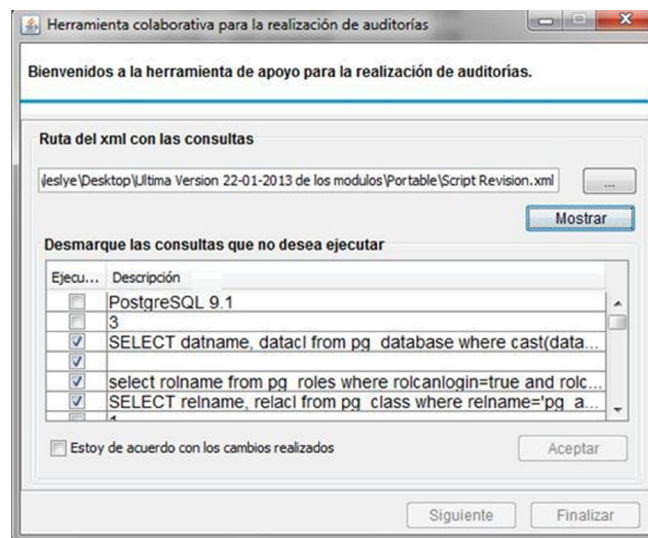 Herramienta colaborativa para la realización de auditorías
Bienvenidos a la herramienta de apoyo para la realización de auditorías.
Ruta del xml con las consultas
\leslye\Desktop\Ultima Version 22-01-2013 de los modulos\Portable\Script Revision.xml
...
Mostrar
Desmarque las consultas que no desea ejecutar
Ejecu... Descripción
PostgreSQL 9.1
3
SELECT datname, datacl from pg_database where cast(data...
select rolname from pg_roles where rolcanlogin=true and rolc...
SELECT relname, relacl from pg_class where relname='pg_a...
Estoy de acuerdo con los cambios realizados
Aceptar
Siguiente Finalizar